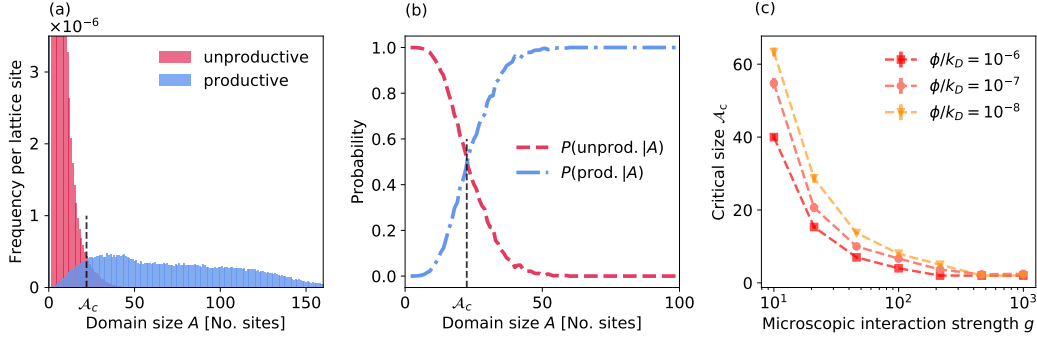 (a)
×10⁻⁶
unproductive
productive
Frequency per lattice site
3
2
1
0
0
𝒜c
50
100
150
Domain size A [No. sites]
(b)
1.0
0.8
0.6
0.4
0.2
0.0
Probability
P(unprod. |A)
P(prod. |A)
0
𝒜c
50
100
Domain size A [No. sites]
(c)
ϕ/k_D = 10⁻⁶
ϕ/k_D = 10⁻⁷
ϕ/k_D = 10⁻⁸
Critical size 𝒜c
60
40
20
0
10¹
10²
10³
Microscopic interaction strength g